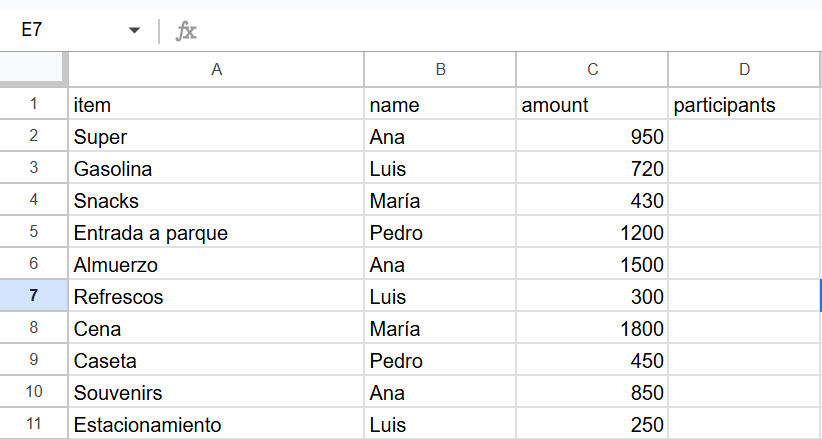 E7 fx
A B C D
1 item name amount participants
2 Super Ana 950
3 Gasolina Luis 720
4 Snacks María 430
5 Entrada a parque Pedro 1200
6 Almuerzo Ana 1500
7 Refrescos Luis 300
8 Cena María 1800
9 Caseta Pedro 450
10 Souvenirs Ana 850
11 Estacionamiento Luis 250